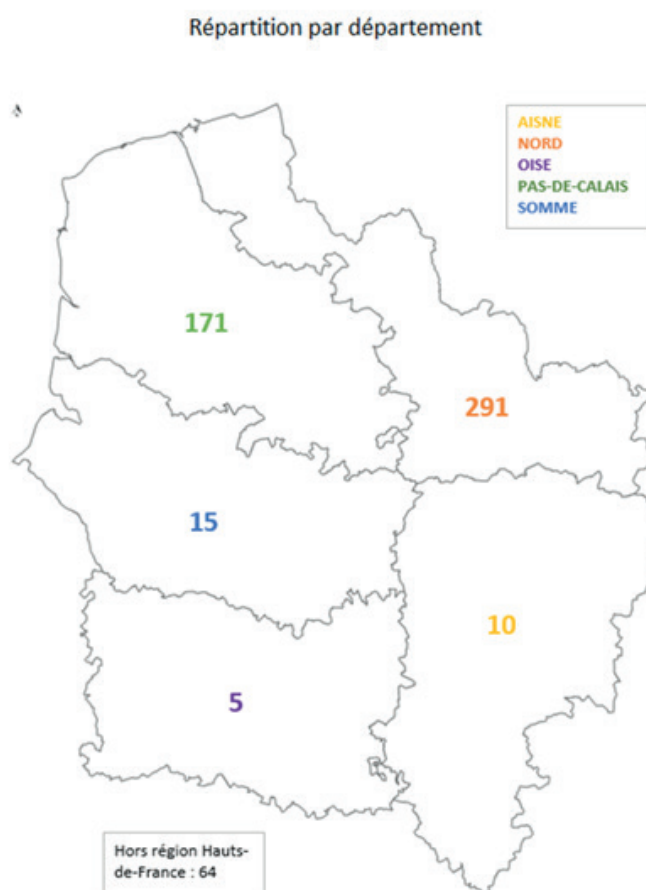 Répartition par département
AISNE
NORD
OISE
PAS-DE-CALAIS
SOMME
171
291
15
10
5
Hors région Hauts-
de-France : 64